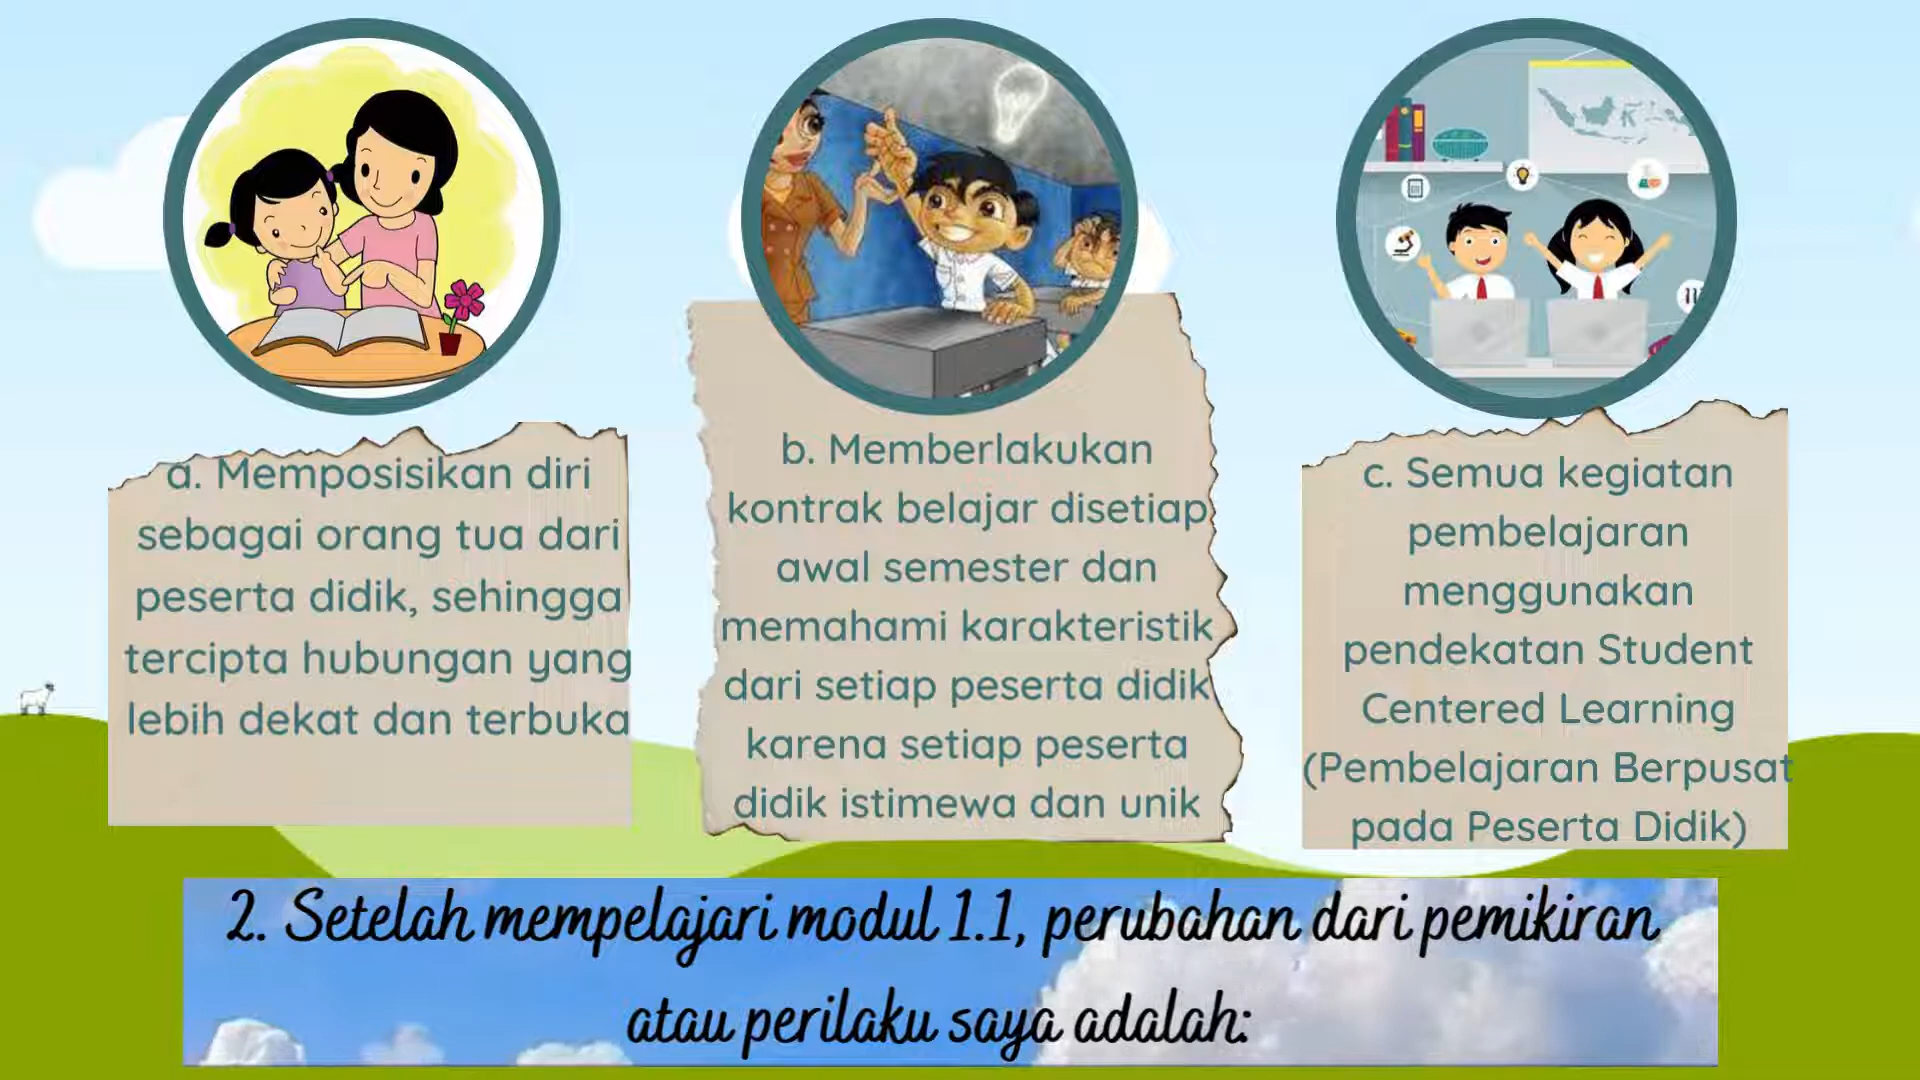 a. Memposisikan diri
sebagai orang tua dari
peserta didik, sehingga
tercipta hubungan yang
lebih dekat dan terbuka
b. Memberlakukan
kontrak belajar disetiap
awal semester dan
memahami karakteristik
dari setiap peserta didik
karena setiap peserta
didik istimewa dan unik
c. Semua kegiatan
pembelajaran
menggunakan
pendekatan Student
Centered Learning
(Pembelajaran Berpusat
pada Peserta Didik)
2. Setelah mempelajari modul 1.1, perubahan dari pemikiran
atau perilaku saya adalah: